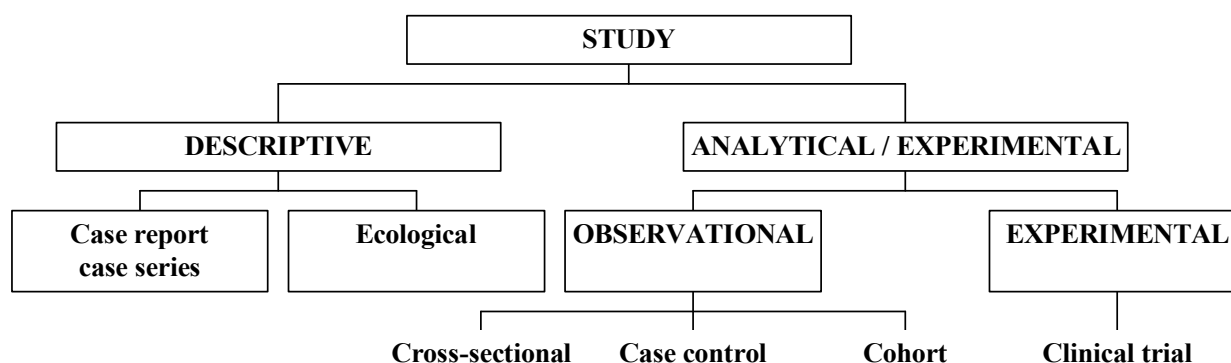 STUDY
DESCRIPTIVE
ANALYTICAL / EXPERIMENTAL
Case report
case series
Ecological
OBSERVATIONAL
EXPERIMENTAL
Cross-sectional
Case control
Cohort
Clinical trial